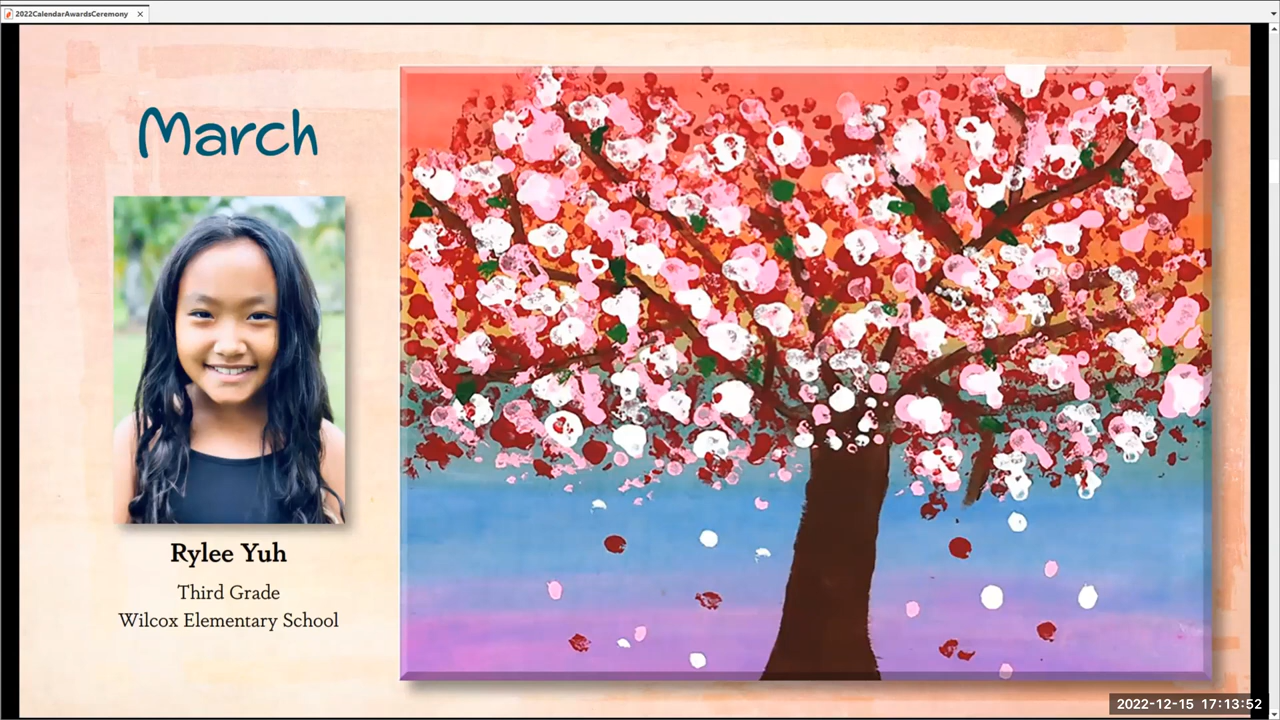 2022CalendarAwardsCeremony
March
Rylee Yuh
Third Grade
Wilcox Elementary School
2022-12-15 17:13:52